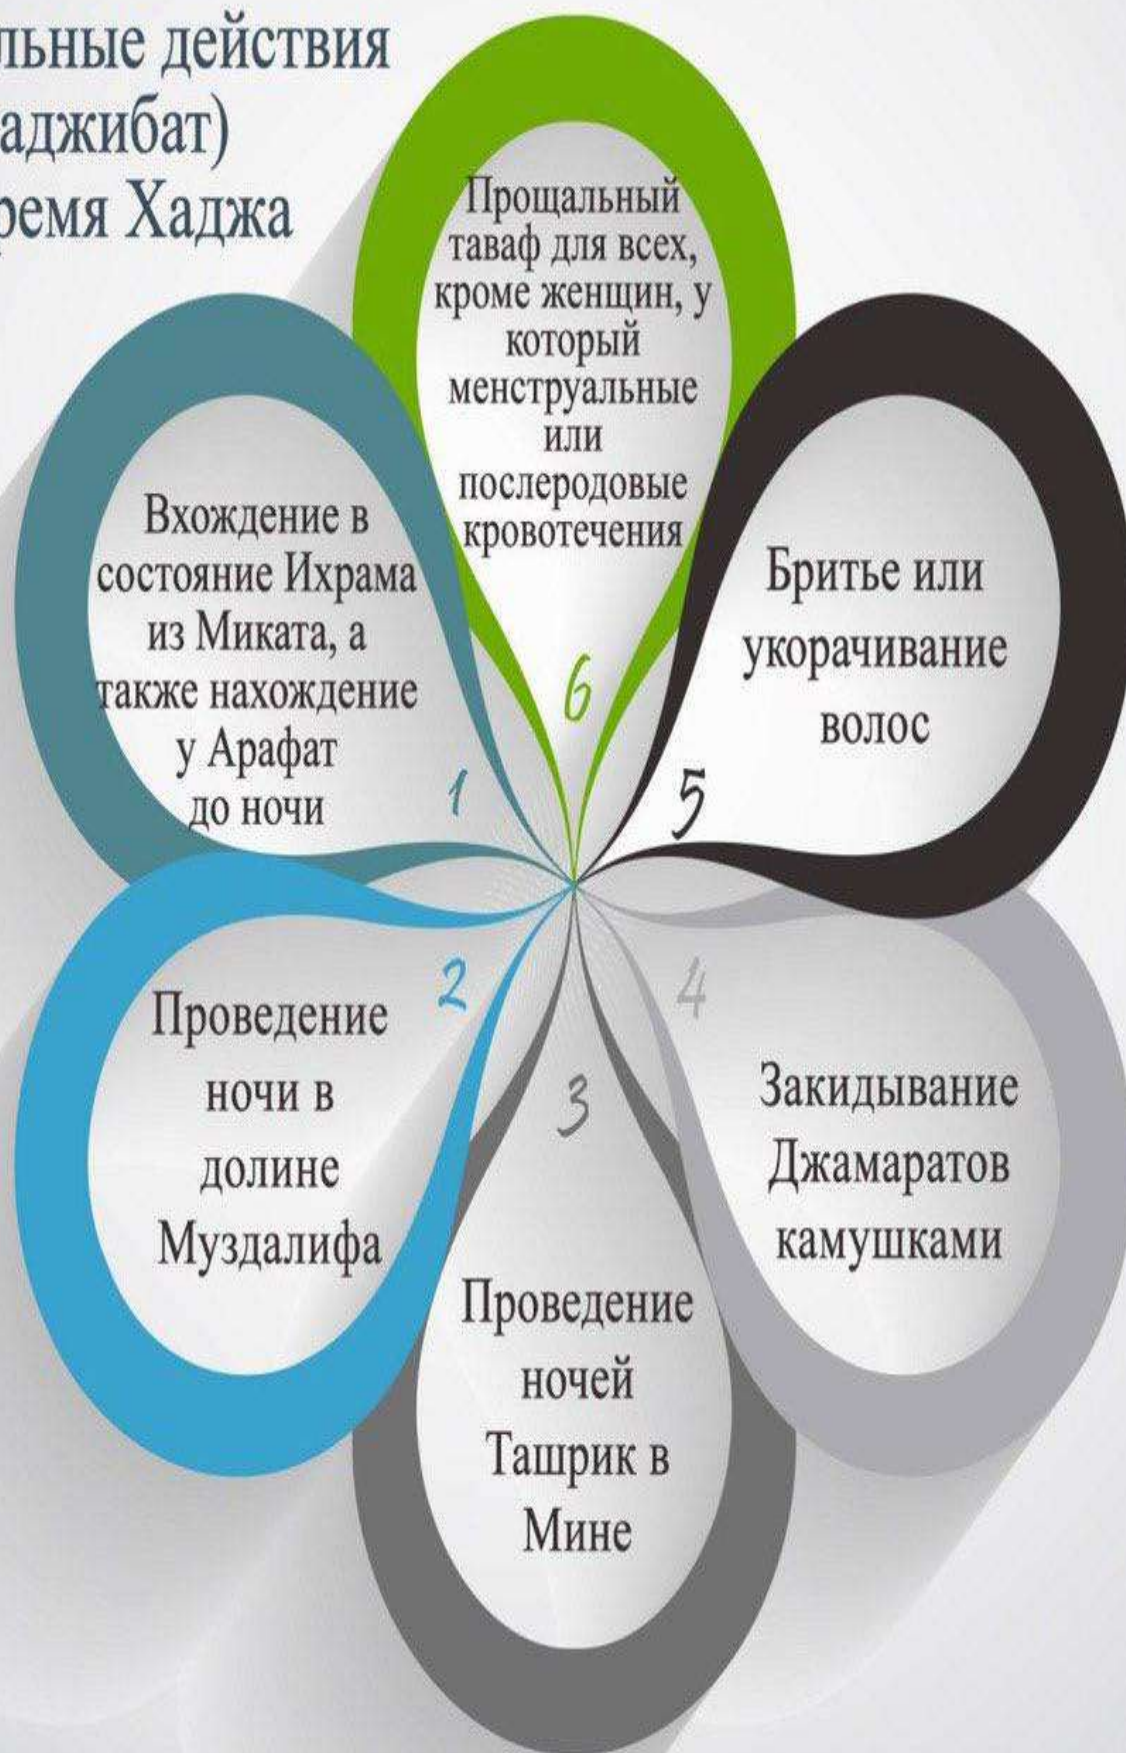 льные действия
аджибат)
ремя Хаджа
Прощальный
таваф для всех,
кроме женщин, у
который
менструальные
или
послеродовые
кровотечения
6
Вхождение в
состояние Ихрама
из Миката, а
также нахождение
у Арафат
до ночи
1
Бритье или
укорачивание
волос
5
2
Проведение
ночи в
долине
Муздалифа
4
Закидывание
Джамаратов
камушками
3
Проведение
ночей
Ташрик в
Мине